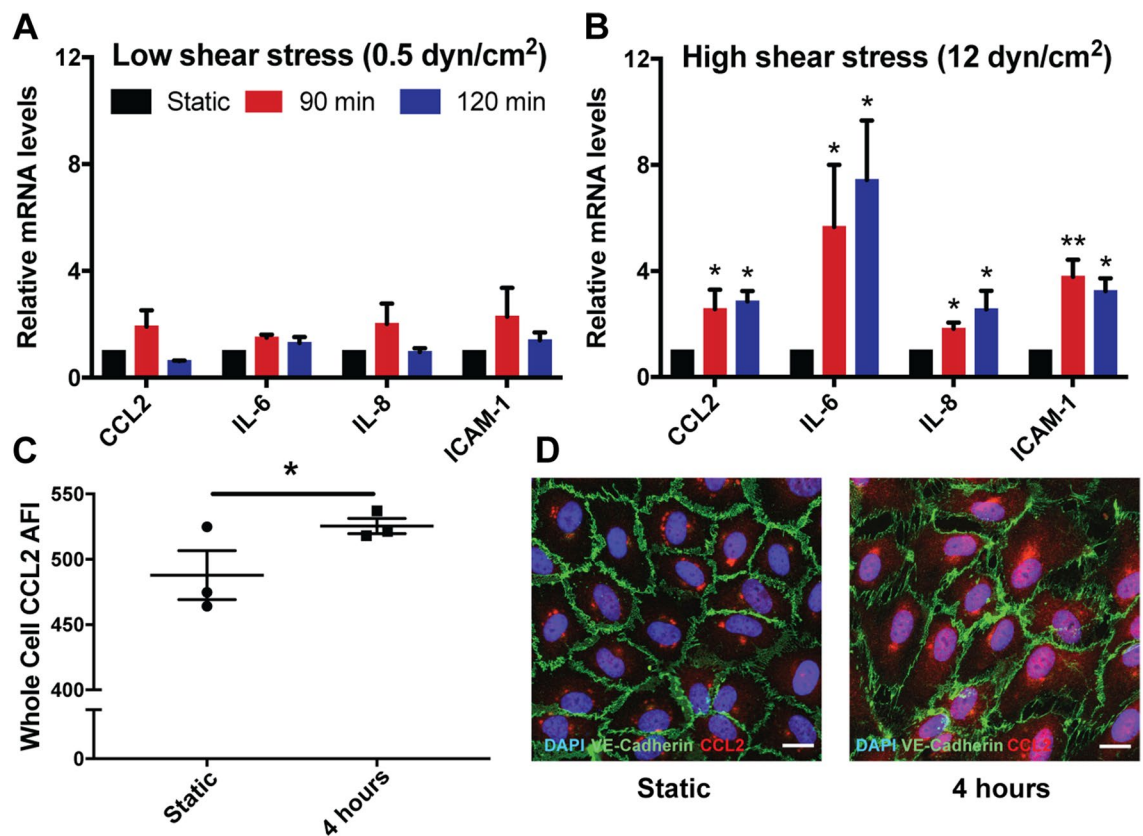 A
Low shear stress (0.5 dyn/cm²)
Static 90 min 120 min
Relative mRNA levels
12
8
4
0
CCL2 IL-6 IL-8 ICAM-1
B
High shear stress (12 dyn/cm²)
Relative mRNA levels
12
8
4
0
* * * * * * ** *
CCL2 IL-6 IL-8 ICAM-1
C
*
Whole Cell CCL2 AFI
550
500
450
400
0
Static 4 hours
D
DAPI VE-Cadherin CCL2
Static
DAPI VE-Cadherin CCL2
4 hours